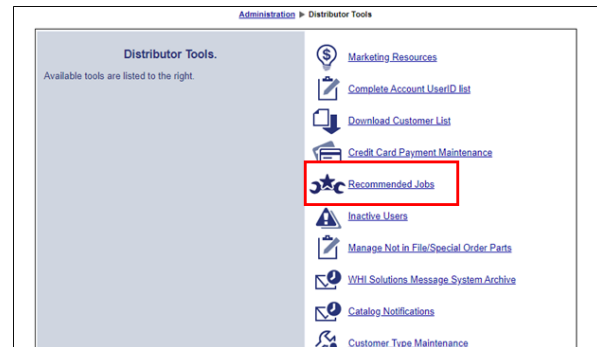 Administration ▶ Distributor Tools
Distributor Tools.
Available tools are listed to the right.
Marketing Resources
Complete Account UserID list
Download Customer List
Credit Card Payment Maintenance
Recommended Jobs
Inactive Users
Manage Not in File/Special Order Parts
WHI Solutions Message System Archive
Catalog Notifications
Customer Type Maintenance